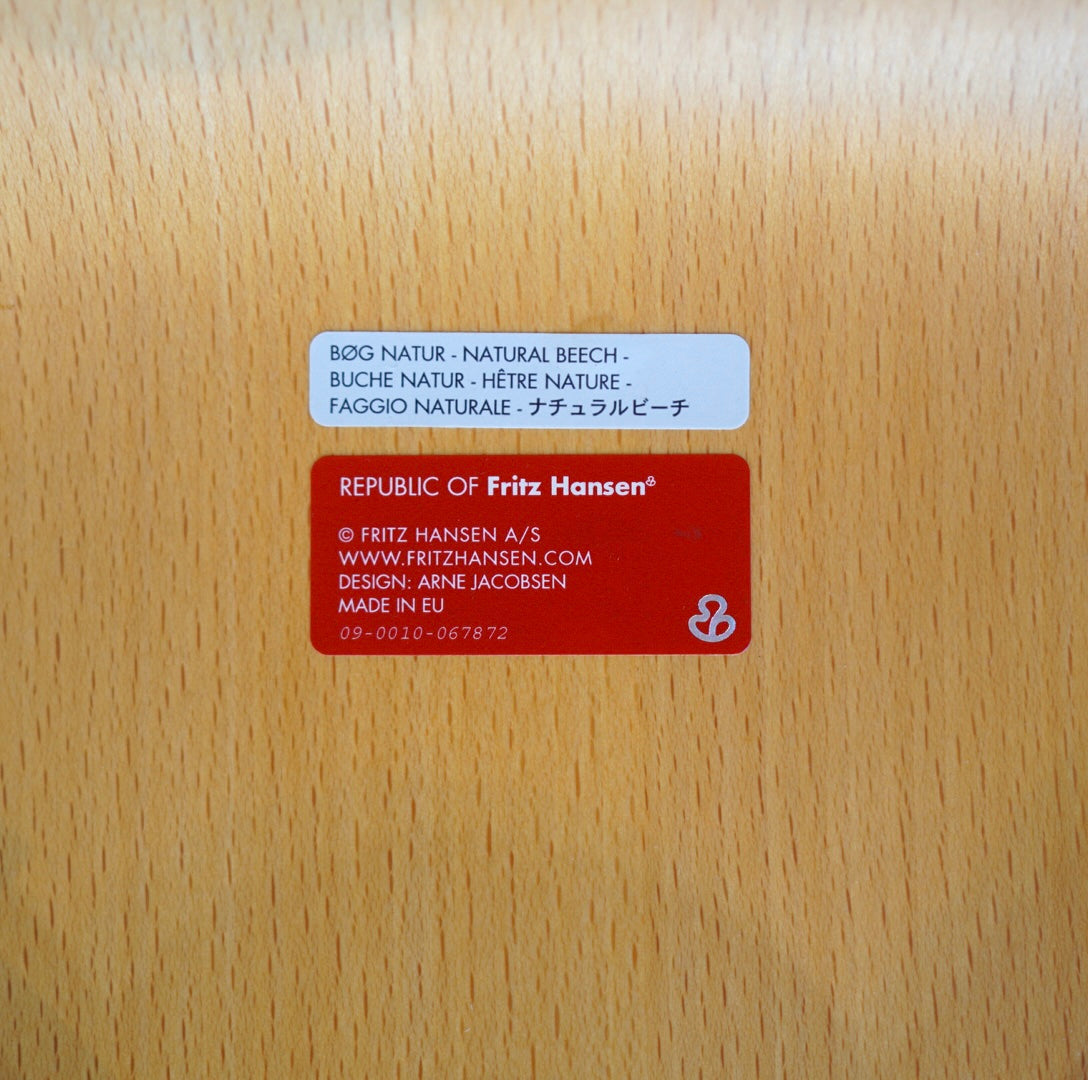 BØG NATUR - NATURAL BEECH -
BUCHE NATUR - HÊTRE NATURE -
FAGGIO NATURALE - ナチュラルビーチ
REPUBLIC OF Fritz Hansen
© FRITZ HANSEN A/S
WWW.FRITZHANSEN.COM
DESIGN: ARNE JACOBSEN
MADE IN EU
09-0010-067872